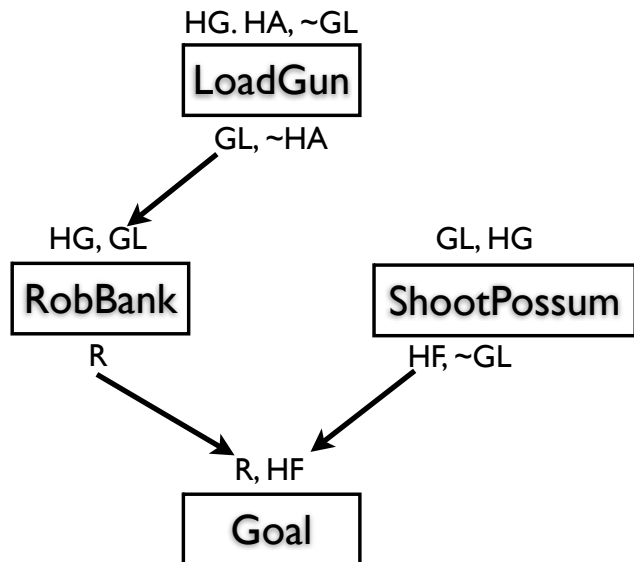 HG. HA, ~GL
LoadGun
GL, ~HA
HG, GL
RobBank
R
GL, HG
ShootPossum
HF, ~GL
R, HF
Goal